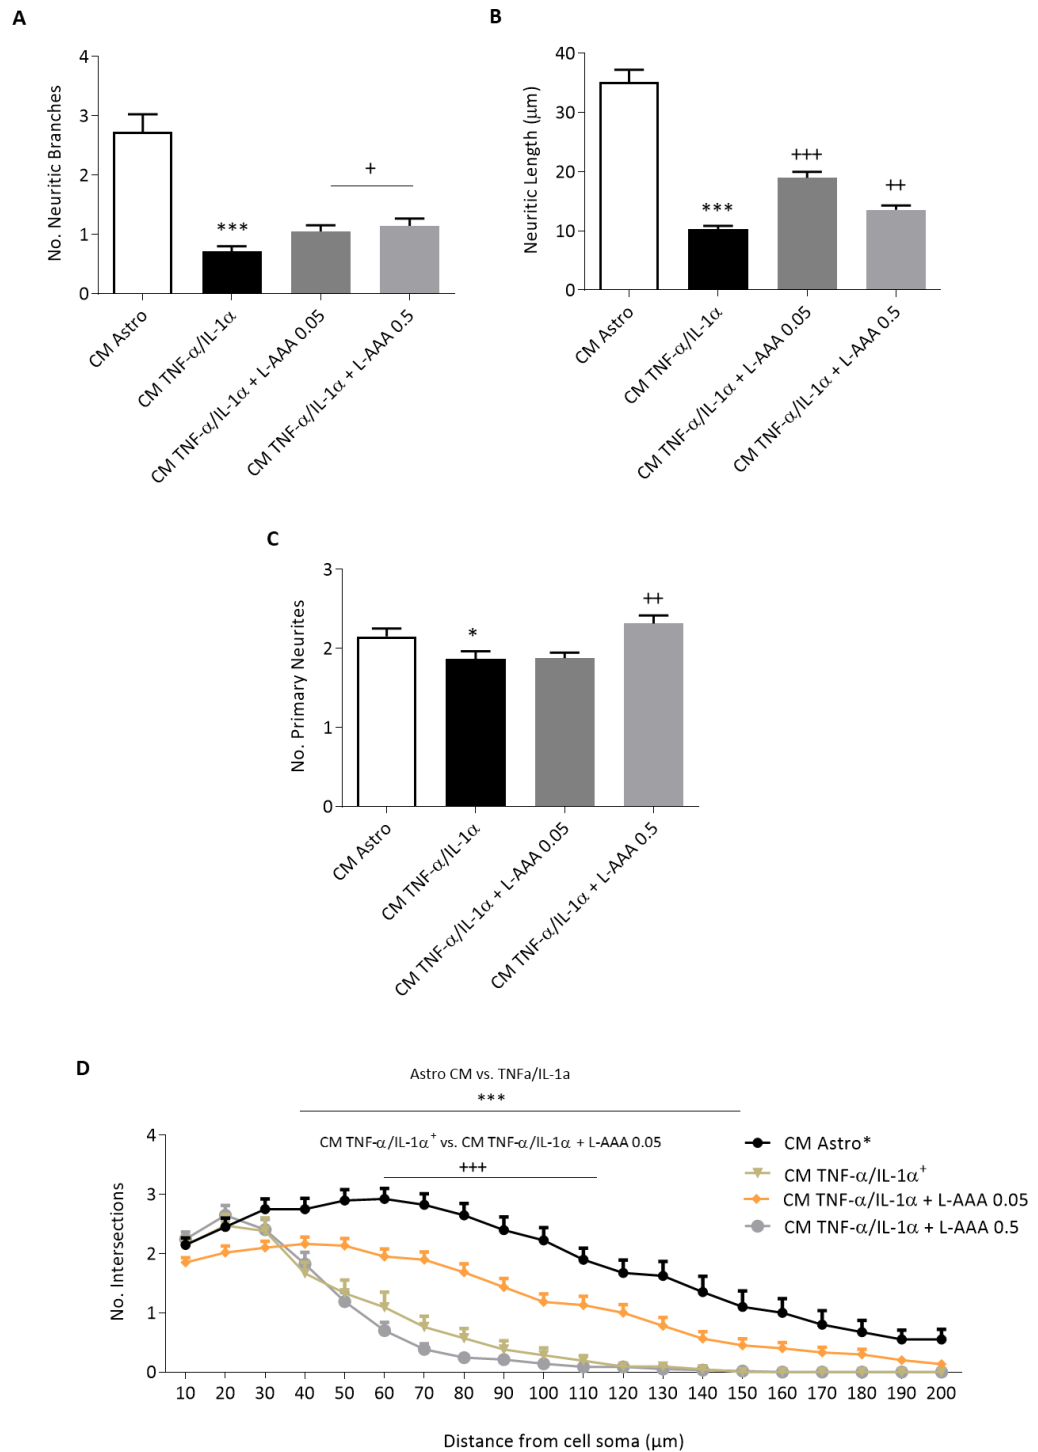 A
No. Neuritic Branches
4
3
2
1
0
***
+
CM Astro
CM TNF-α/IL-1α
CM TNF-α/IL-1α + L-AAA 0.05
CM TNF-α/IL-1α + L-AAA 0.5
B
Neuritic Length (µm)
40
30
20
10
0
***
+++
++
CM Astro
CM TNF-α/IL-1α
CM TNF-α/IL-1α + L-AAA 0.05
CM TNF-α/IL-1α + L-AAA 0.5
C
No. Primary Neurites
3
2
1
0
*
++
CM Astro
CM TNF-α/IL-1α
CM TNF-α/IL-1α + L-AAA 0.05
CM TNF-α/IL-1α + L-AAA 0.5
D
Astro CM vs. TNFa/IL-1a
***
CM TNF-α/IL-1α⁺ vs. CM TNF-α/IL-1α + L-AAA 0.05
+++
CM Astro*
CM TNF-α/IL-1α⁺
CM TNF-α/IL-1α + L-AAA 0.05
CM TNF-α/IL-1α + L-AAA 0.5
No. Intersections
4
3
2
1
0
10 20 30 40 50 60 70 80 90 100 110 120 130 140 150 160 170 180 190 200
Distance from cell soma (µm)